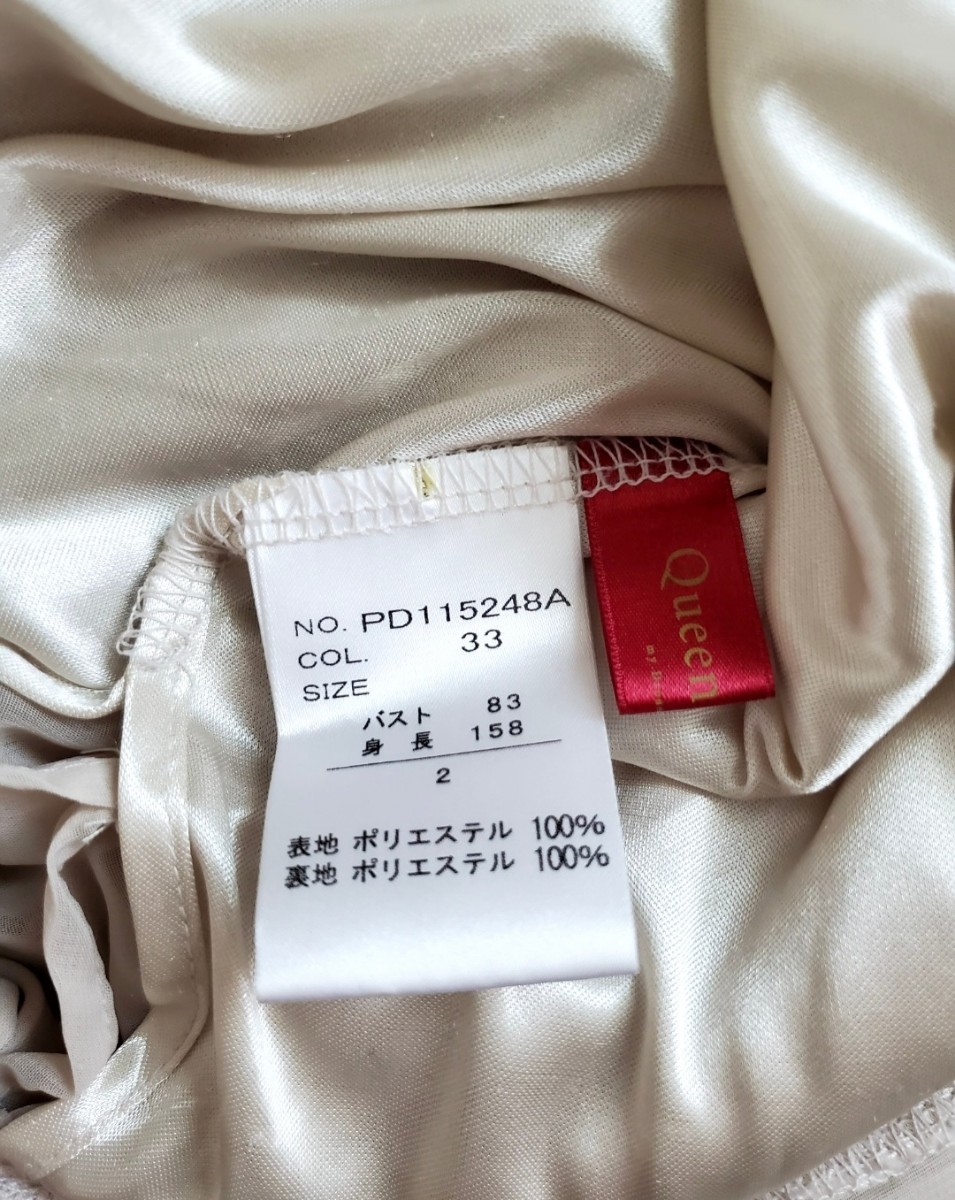 NO. PD115248A
COL. 33
SIZE
バスト 83
身長 158
2
表地 ポリエステル 100%
裏地 ポリエステル 100%
Queen
my